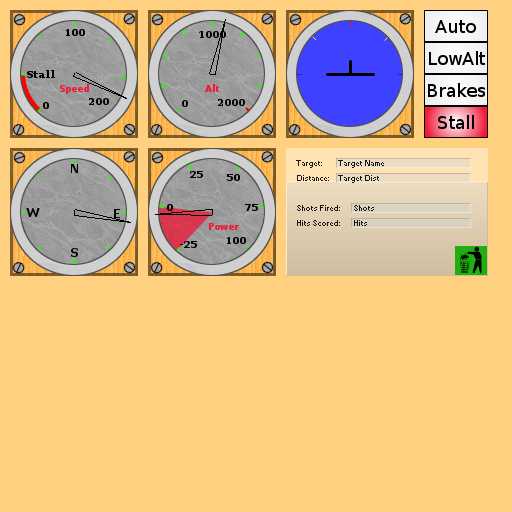 100
Stall
Speed
0
200
1000
Alt
0
2000
Auto
LowAlt
Brakes
Stall
N
W
E
S
25
50
0
75
Power
-25
100
Target: Target Name
Distance: Target Dist
Shots Fired: Shots
Hits Scored: Hits